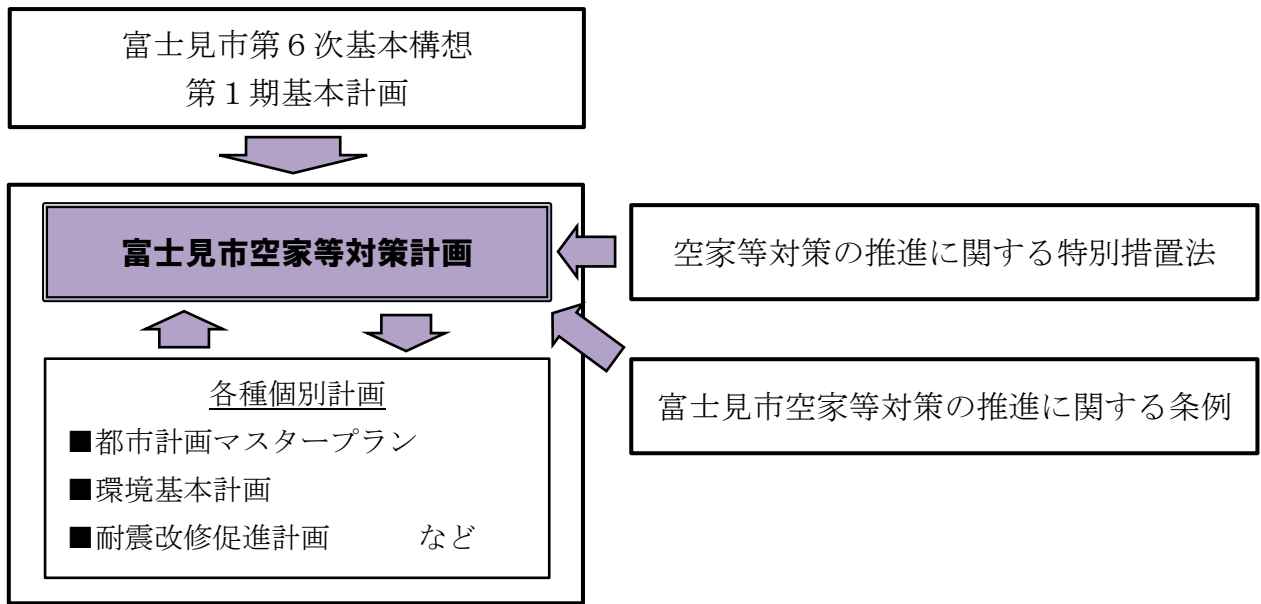 富士見市第６次基本構想
第１期基本計画
富士見市空家等対策計画
空家等対策の推進に関する特別措置法
富士見市空家等対策の推進に関する条例
各種個別計画
■都市計画マスタープラン
■環境基本計画
■耐震改修促進計画　　　など